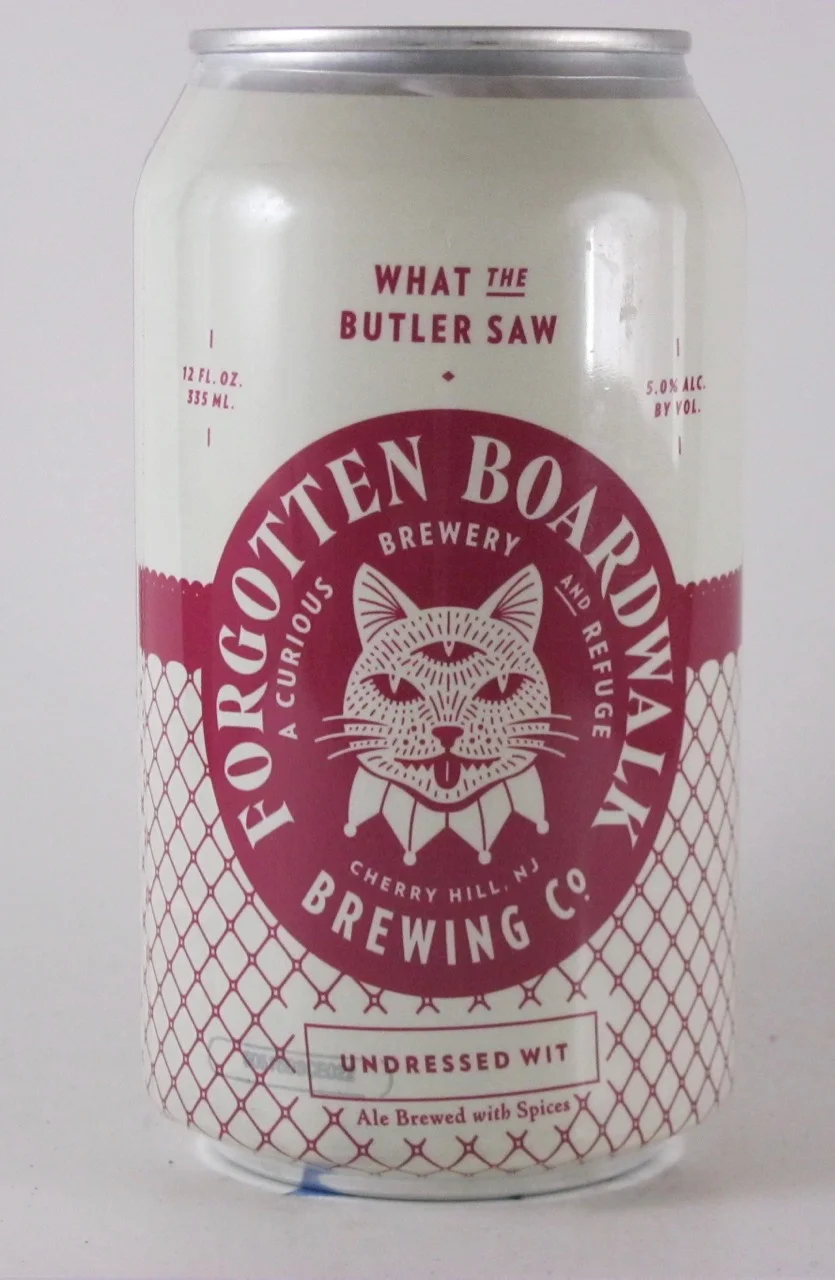 WHAT THE
BUTLER SAW
12 FL. OZ.
335 ML.
5.0% ALC.
BY VOL.
FORGOTTEN BOARDWALK
A CURIOUS BREWERY AND REFUGE
CHERRY HILL, NJ
BREWING CO.
UNDRESSED WIT
Ale Brewed with Spices